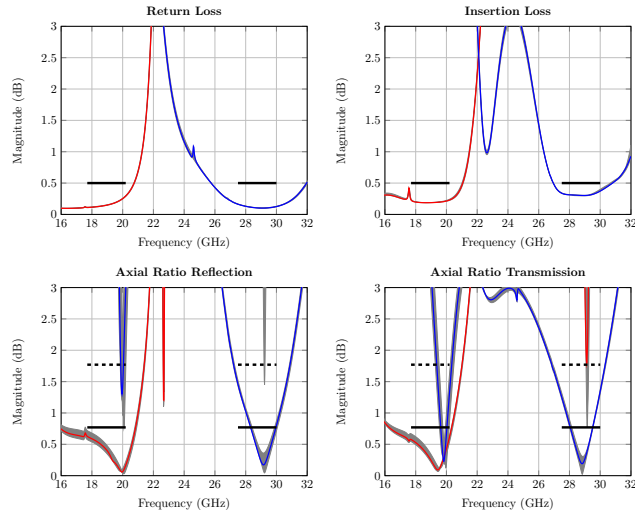 Return Loss
3
2.5
2
1.5
1
0.5
0
16 18 20 22 24 26 28 30 32
Magnitude (dB)
Frequency (GHz)
Insertion Loss
3
2.5
2
1.5
1
0.5
0
16 18 20 22 24 26 28 30 32
Magnitude (dB)
Frequency (GHz)
Axial Ratio Reflection
3
2.5
2
1.5
1
0.5
0
16 18 20 22 24 26 28 30 32
Magnitude (dB)
Frequency (GHz)
Axial Ratio Transmission
3
2.5
2
1.5
1
0.5
0
16 18 20 22 24 26 28 30 32
Magnitude (dB)
Frequency (GHz)